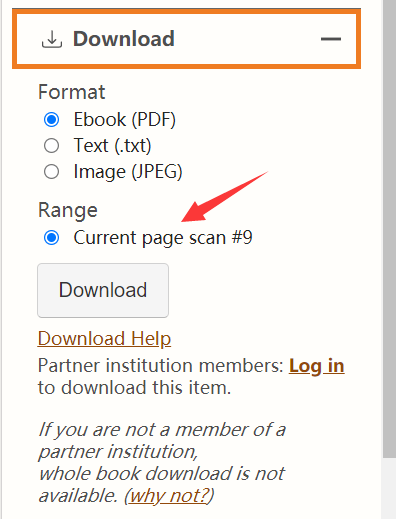 Download
Format
Ebook (PDF)
Text (.txt)
Image (JPEG)
Range
Current page scan #9
Download
Download Help
Partner institution members: Log in
to download this item.
If you are not a member of a
partner institution,
whole book download is not
available. (why not?)